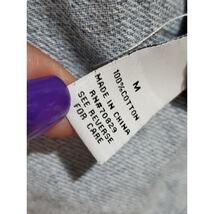 M
100%COTTON
MADE IN CHINA
RN#70829
SEE REVERSE
FOR CARE